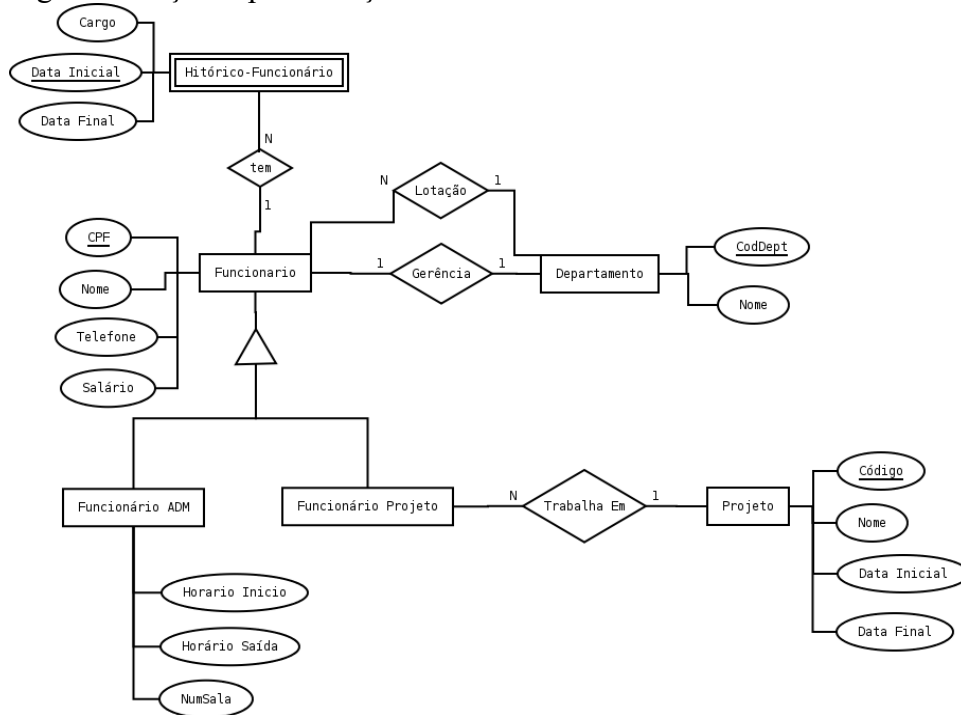 Cargo
Data Inicial
Hitórico-Funcionário
Data Final
N
tem
1
N
Lotação
1
CPF
CodDept
Funcionario
1
Gerência
1
Departamento
Nome
Nome
Telefone
Salário
Código
Funcionário ADM
Funcionário Projeto
N
Trabalha Em
1
Projeto
Nome
Data Inicial
Horario Inicio
Data Final
Horário Saída
NumSala